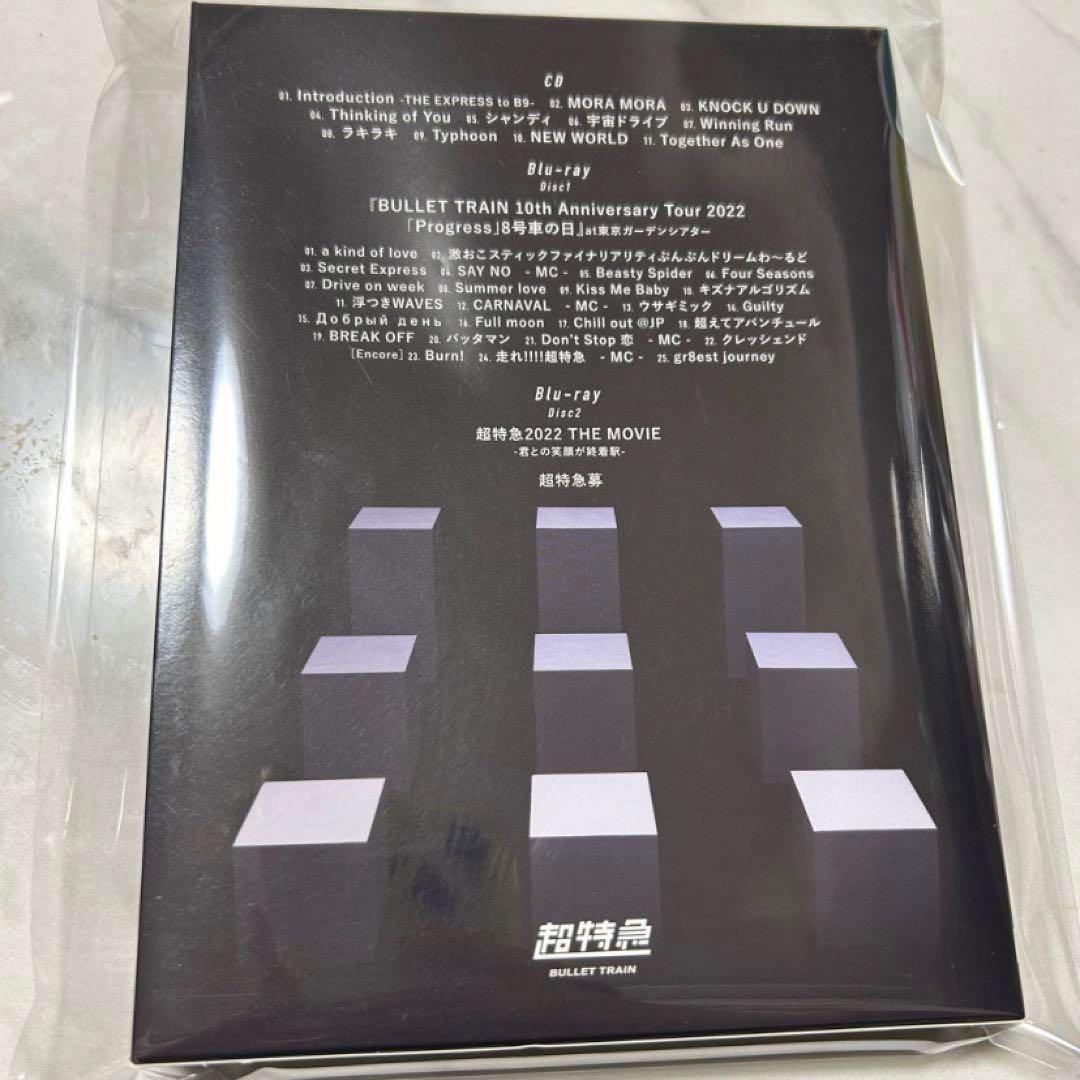 CD
01. Introduction -THE EXPRESS to B9- 02. MORA MORA 03. KNOCK U DOWN
04. Thinking of You 05. シャンディ 06. 宇宙ドライブ 07. Winning Run
08. ラキラキ 09. Typhoon 10. NEW WORLD 11. Together As One
Blu-ray
Disc1
『BULLET TRAIN 10th Anniversary Tour 2022
「Progress」8号車の日』at東京ガーデンシアター
01. a kind of love 02. 激おこスティックファイナリアリティぷんぷんドリームわ〜るど
03. Secret Express 04. SAY NO - MC - 05. Beasty Spider 06. Four Seasons
07. Drive on week 08. Summer love 09. Kiss Me Baby 10. キズナアルゴリズム
11. 浮つきWAVES 12. CARNAVAL - MC - 13. ウサギミック 14. Guilty
15. Добрый день 16. Full moon 17. Chill out @JP 18. 超えてアバンチュール
19. BREAK OFF 20. バッタマン 21. Don't Stop 恋 - MC - 22. クレッシェンド
[Encore] 23. Burn! 24. 走れ!!!!超特急 - MC - 25. gr8est journey
Blu-ray
Disc2
超特急2022 THE MOVIE
-君との笑顔が終着駅-
超特急募
超特急
BULLET TRAIN